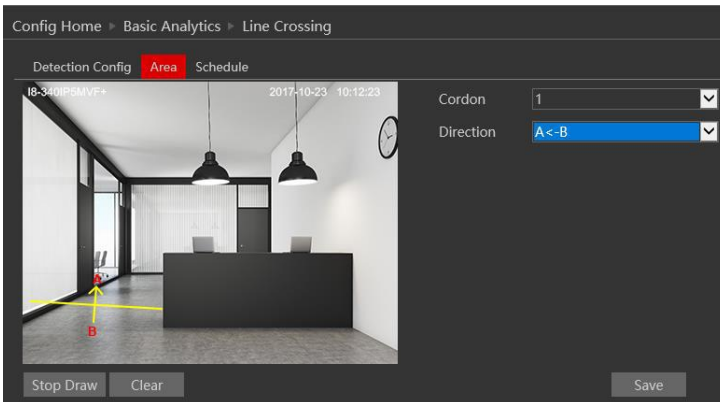 Config Home ▶ Basic Analytics ▶ Line Crossing
Detection Config Area Schedule
I8-340IP5MVF+ 2017-10-23 10:12:23
Cordon 1
Direction A<-B
A
B
Stop Draw Clear Save